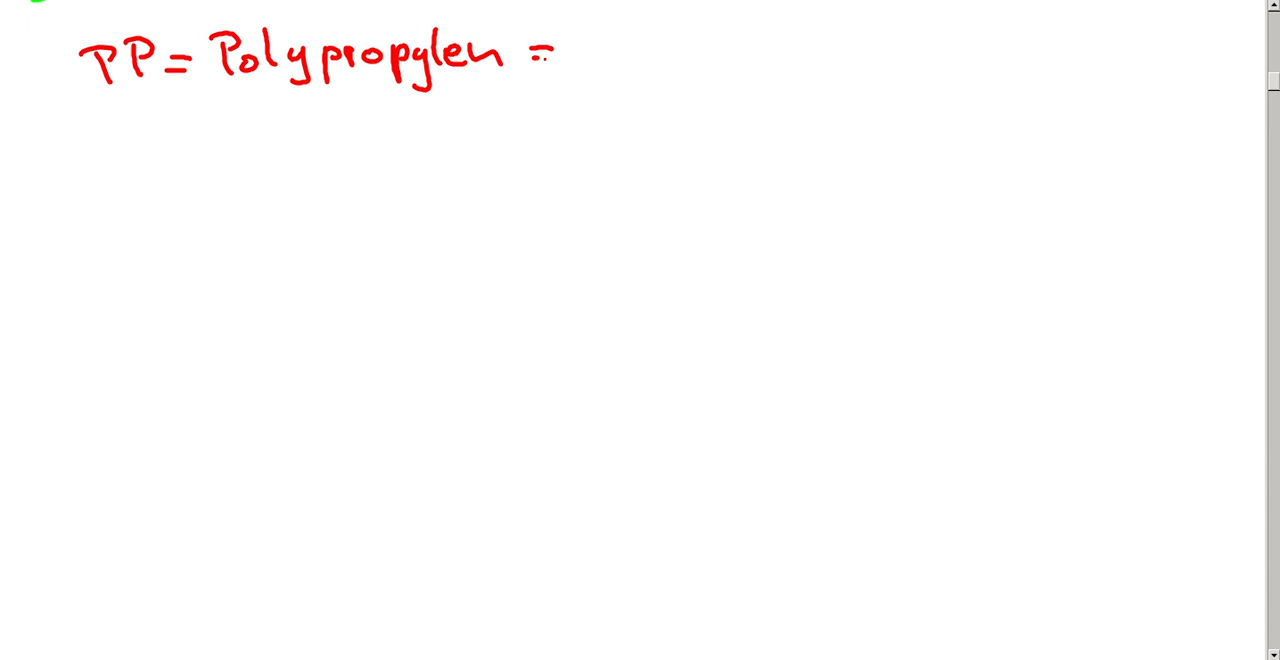 PP = Polypropylen =